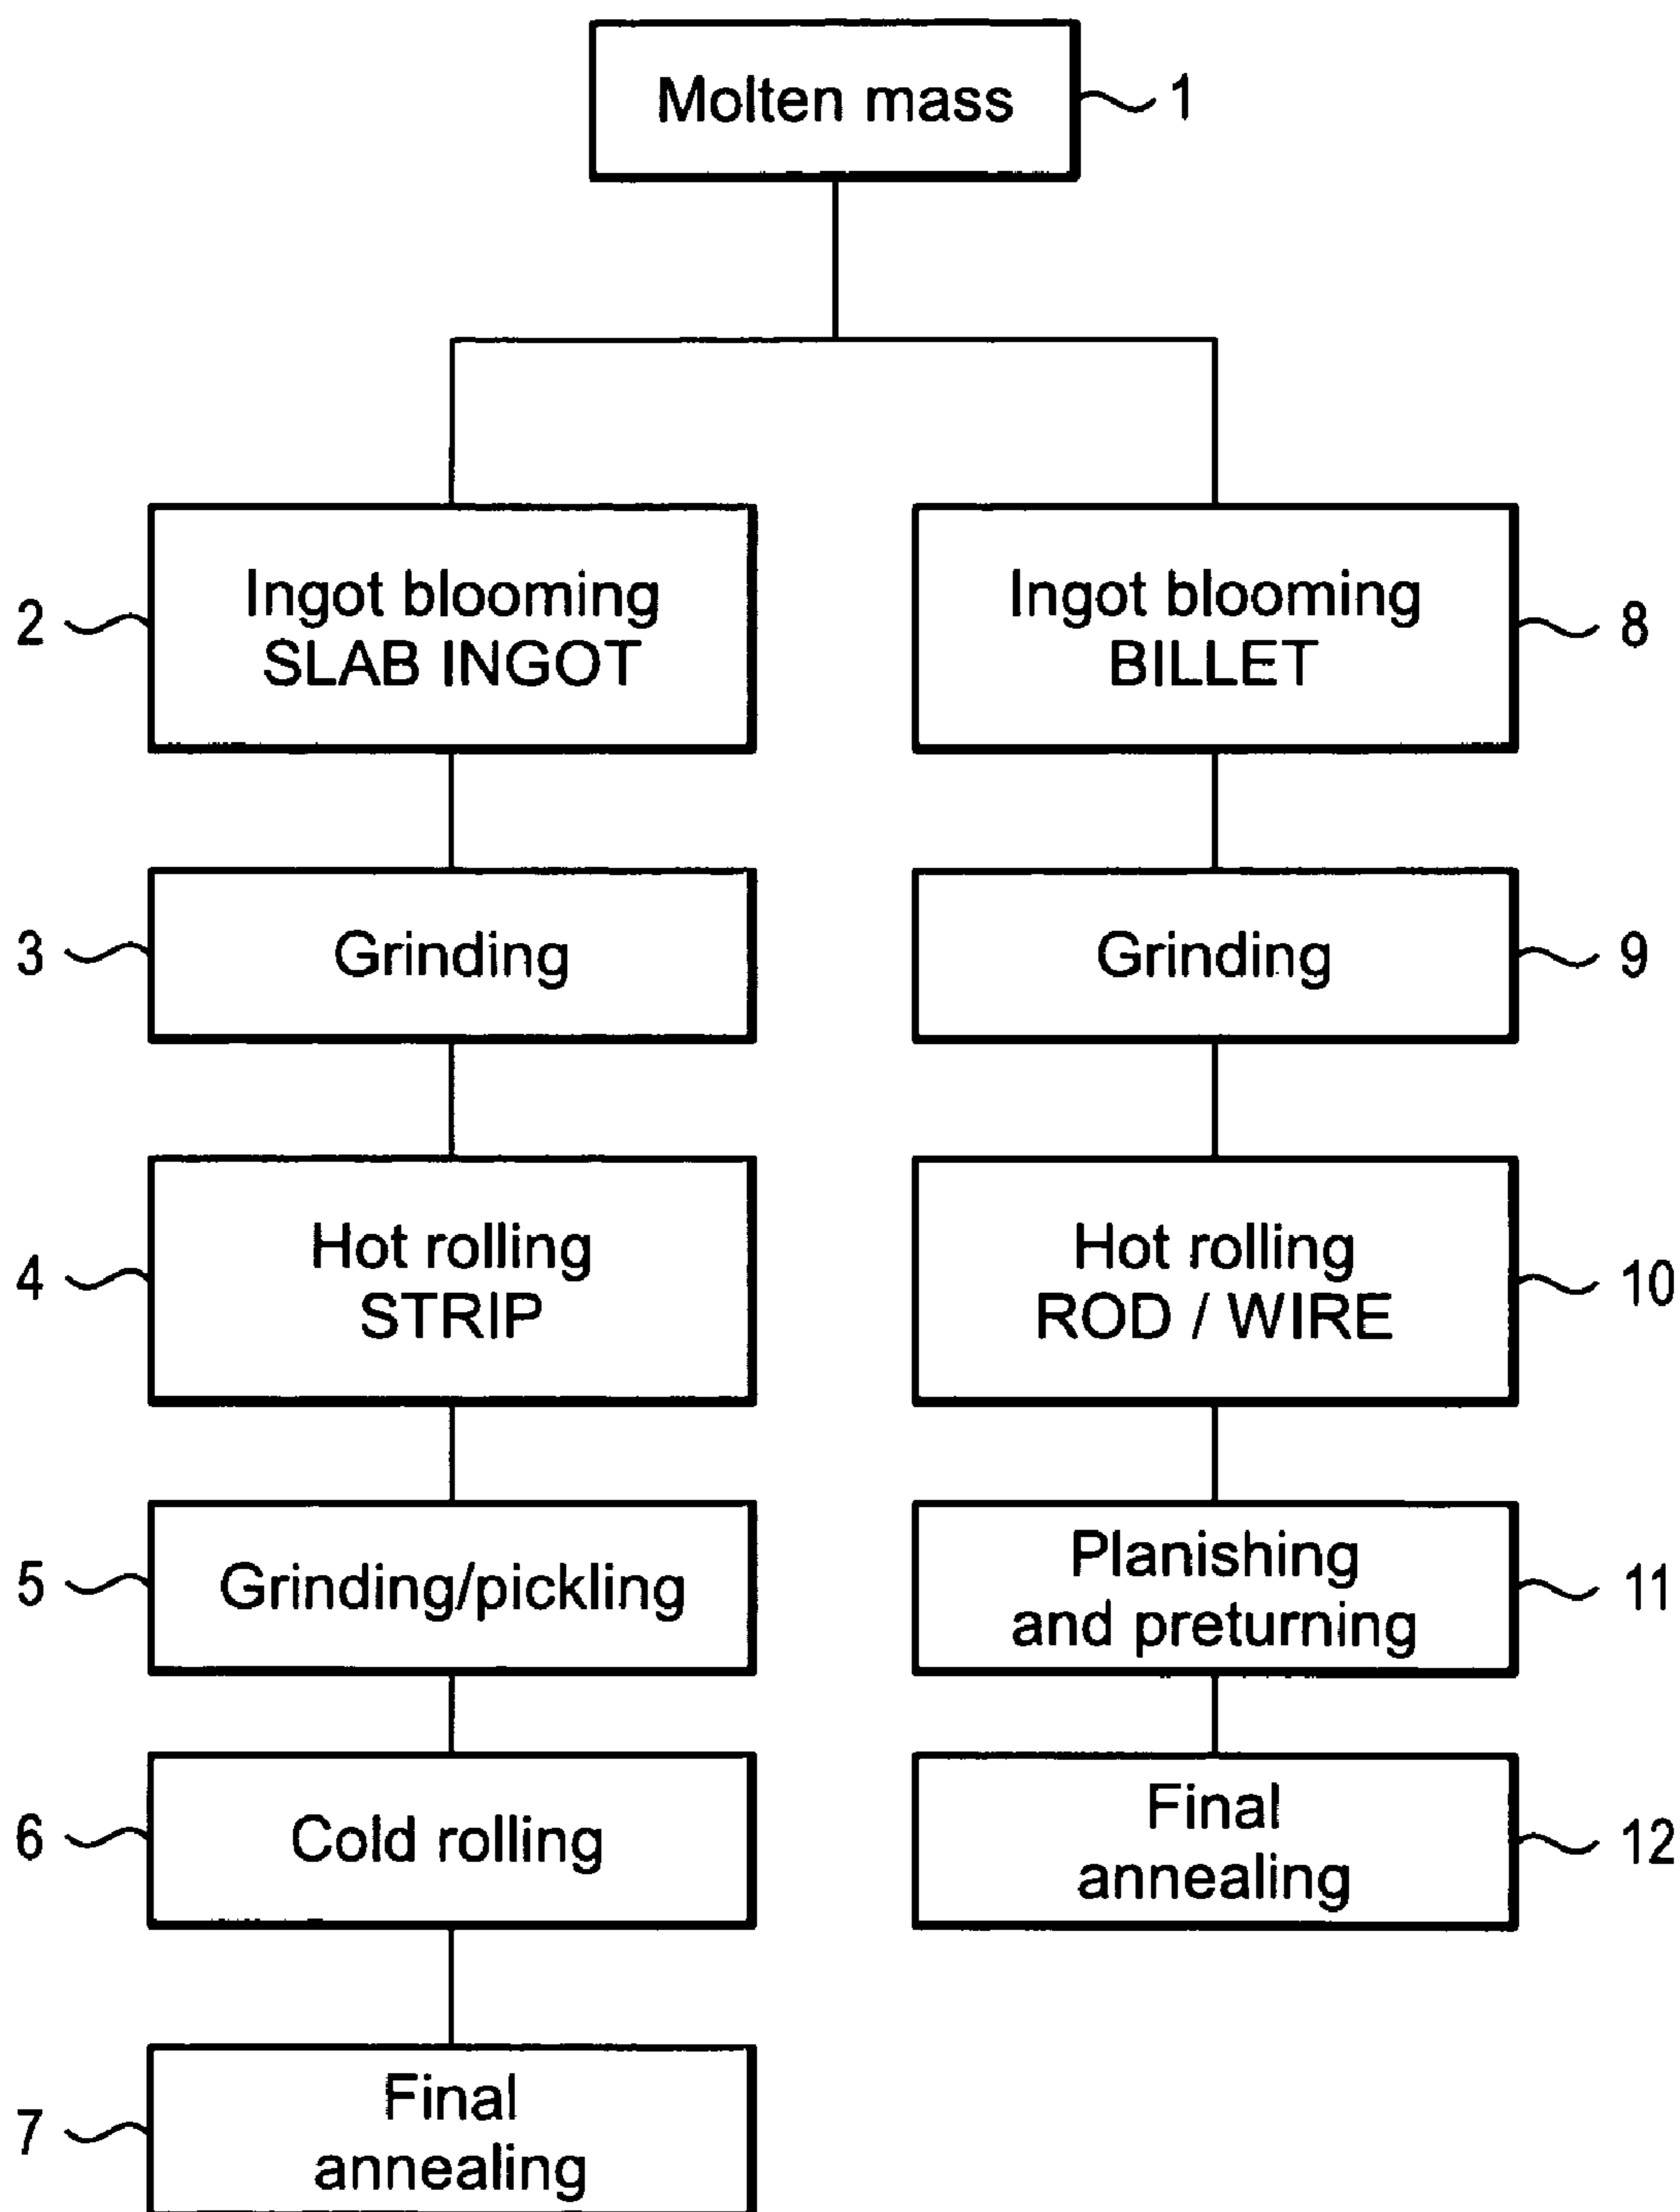 Molten mass
1
2
Ingot blooming
SLAB INGOT
3
Grinding
4
Hot rolling
STRIP
5
Grinding/pickling
6
Cold rolling
7
Final
annealing
Ingot blooming
BILLET
8
Grinding
9
Hot rolling
ROD / WIRE
10
Planishing
and preturning
11
Final
annealing
12